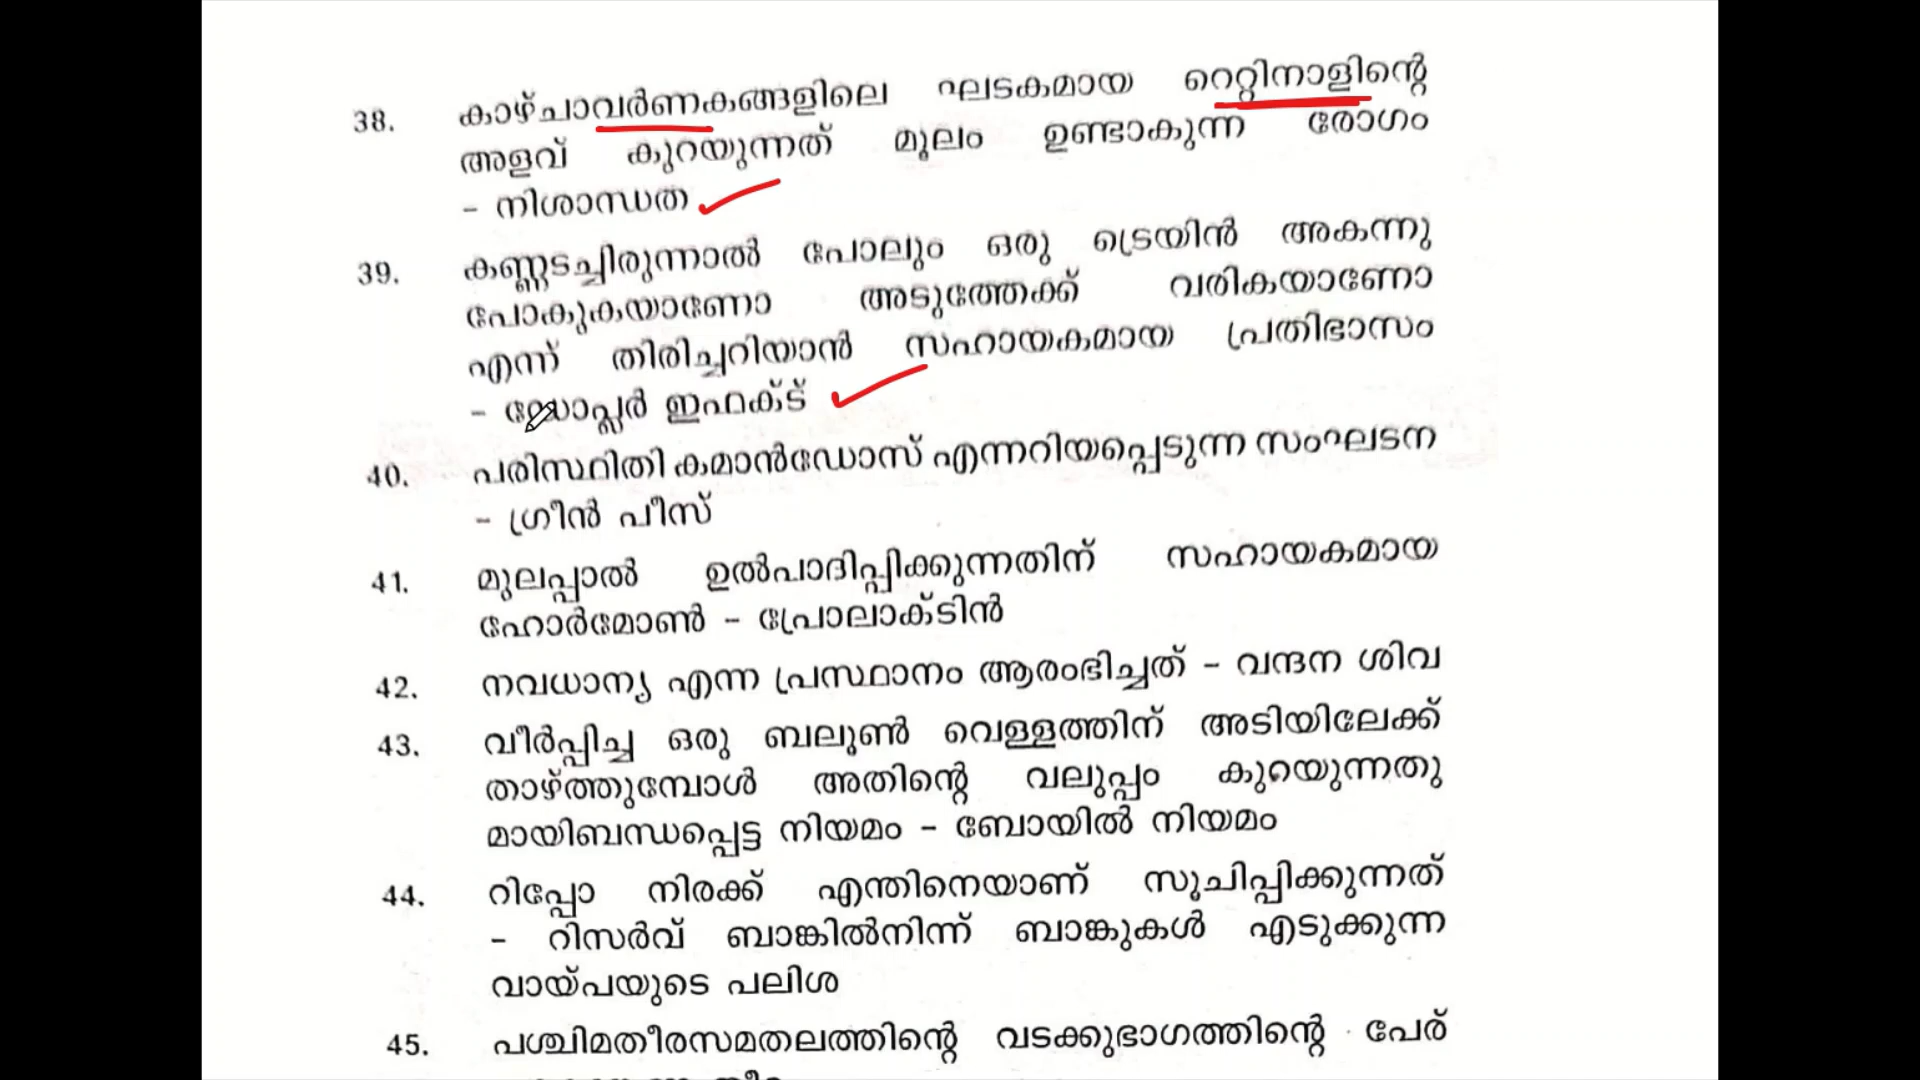 38. കാഴ്ചാവർണകങ്ങളിലെ ഘടകമായ റെറ്റിനാളിന്റെ
അളവ് കുറയുന്നത് മൂലം ഉണ്ടാകുന്ന രോഗം
- നിശാന്ധത
39. കണ്ണടച്ചിരുന്നാൽ പോലും ഒരു ട്രെയിൻ അകന്നു
പോകുകയാണോ അടുത്തേക്ക് വരികയാണോ
എന്ന് തിരിച്ചറിയാൻ സഹായകമായ പ്രതിഭാസം
- ഡോപ്ലർ ഇഫക്ട്
40. പരിസ്ഥിതി കമാൻഡോസ് എന്നറിയപ്പെടുന്ന സംഘടന
- ഗ്രീൻ പീസ്
41. മുലപ്പാൽ ഉൽപാദിപ്പിക്കുന്നതിന് സഹായകമായ
ഹോർമോൺ - പ്രോലാക്ടിൻ
42. നവധാന്യ എന്ന പ്രസ്ഥാനം ആരംഭിച്ചത് - വന്ദന ശിവ
43. വീർപ്പിച്ച ഒരു ബലൂൺ വെള്ളത്തിന് അടിയിലേക്ക്
താഴ്ത്തുമ്പോൾ അതിന്റെ വലുപ്പം കുറയുന്നതു
മായിബന്ധപ്പെട്ട നിയമം - ബോയിൽ നിയമം
44. റിപ്പോ നിരക്ക് എന്തിനെയാണ് സൂചിപ്പിക്കുന്നത്
- റിസർവ് ബാങ്കിൽനിന്ന് ബാങ്കുകൾ എടുക്കുന്ന
വായ്പയുടെ പലിശ
45. പശ്ചിമതീരസമതലത്തിന്റെ വടക്കുഭാഗത്തിന്റെ പേര്